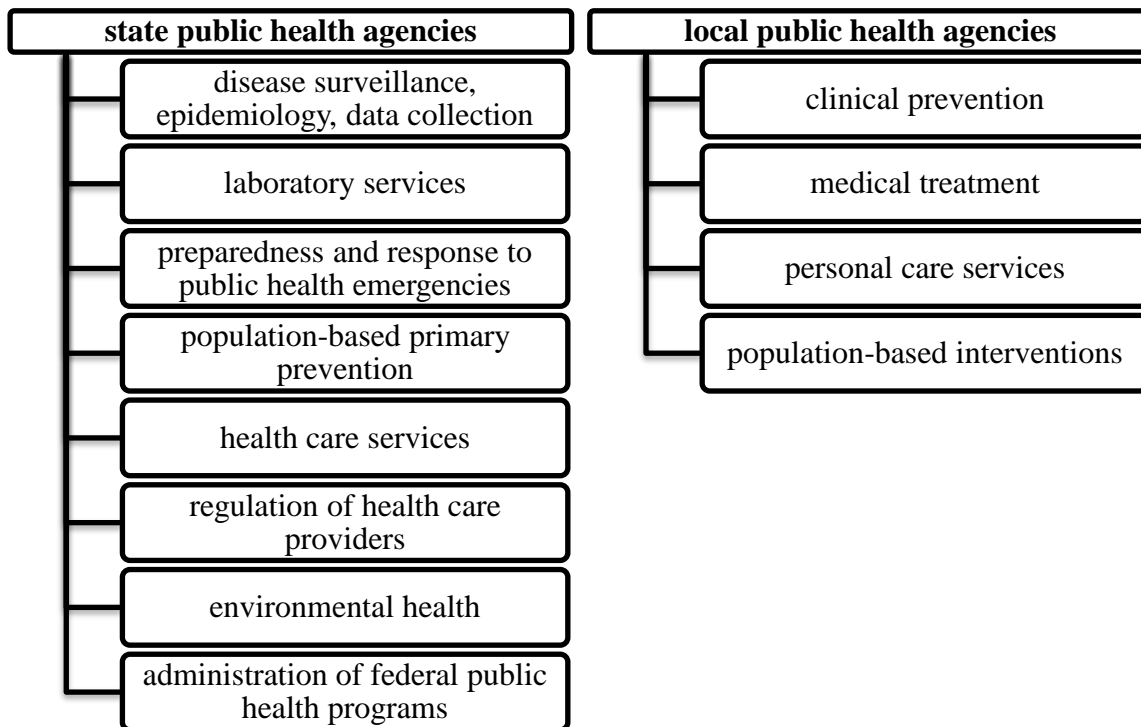 state public health agencies
disease surveillance,
epidemiology, data collection
laboratory services
preparedness and response to
public health emergencies
population-based primary
prevention
health care services
regulation of health care
providers
environmental health
administration of federal public
health programs
local public health agencies
clinical prevention
medical treatment
personal care services
population-based interventions